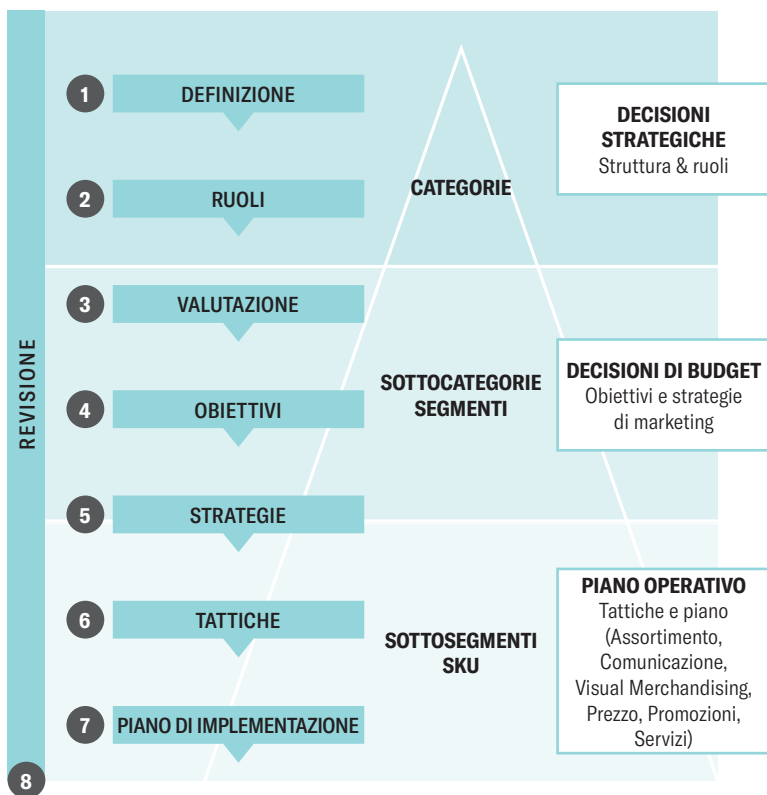 1
DEFINIZIONE
2
RUOLI
CATEGORIE
DECISIONI
STRATEGICHE
Struttura & ruoli
3
VALUTAZIONE
4
OBIETTIVI
SOTTOCATEGORIE
SEGMENTI
DECISIONI DI BUDGET
Obiettivi e strategie
di marketing
5
STRATEGIE
6
TATTICHE
7
PIANO DI IMPLEMENTAZIONE
SOTTOSEGMENTI
SKU
PIANO OPERATIVO
Tattiche e piano
(Assortimento,
Comunicazione,
Visual Merchandising,
Prezzo, Promozioni,
Servizi)
REVISIONE
8